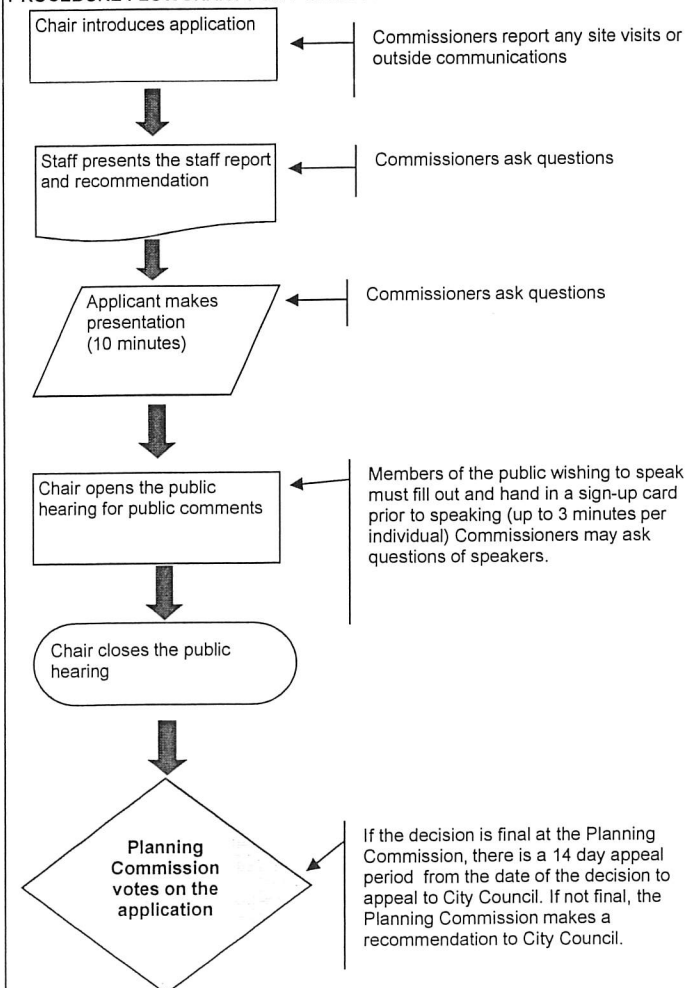 Chair introduces application
Commissioners report any site visits or
outside communications
Staff presents the staff report
and recommendation
Commissioners ask questions
Applicant makes
presentation
(10 minutes)
Commissioners ask questions
Chair opens the public
hearing for public comments
Members of the public wishing to speak
must fill out and hand in a sign-up card
prior to speaking (up to 3 minutes per
individual) Commissioners may ask
questions of speakers.
Chair closes the public
hearing
Planning
Commission
votes on the
application
If the decision is final at the Planning
Commission, there is a 14 day appeal
period from the date of the decision to
appeal to City Council. If not final, the
Planning Commission makes a
recommendation to City Council.